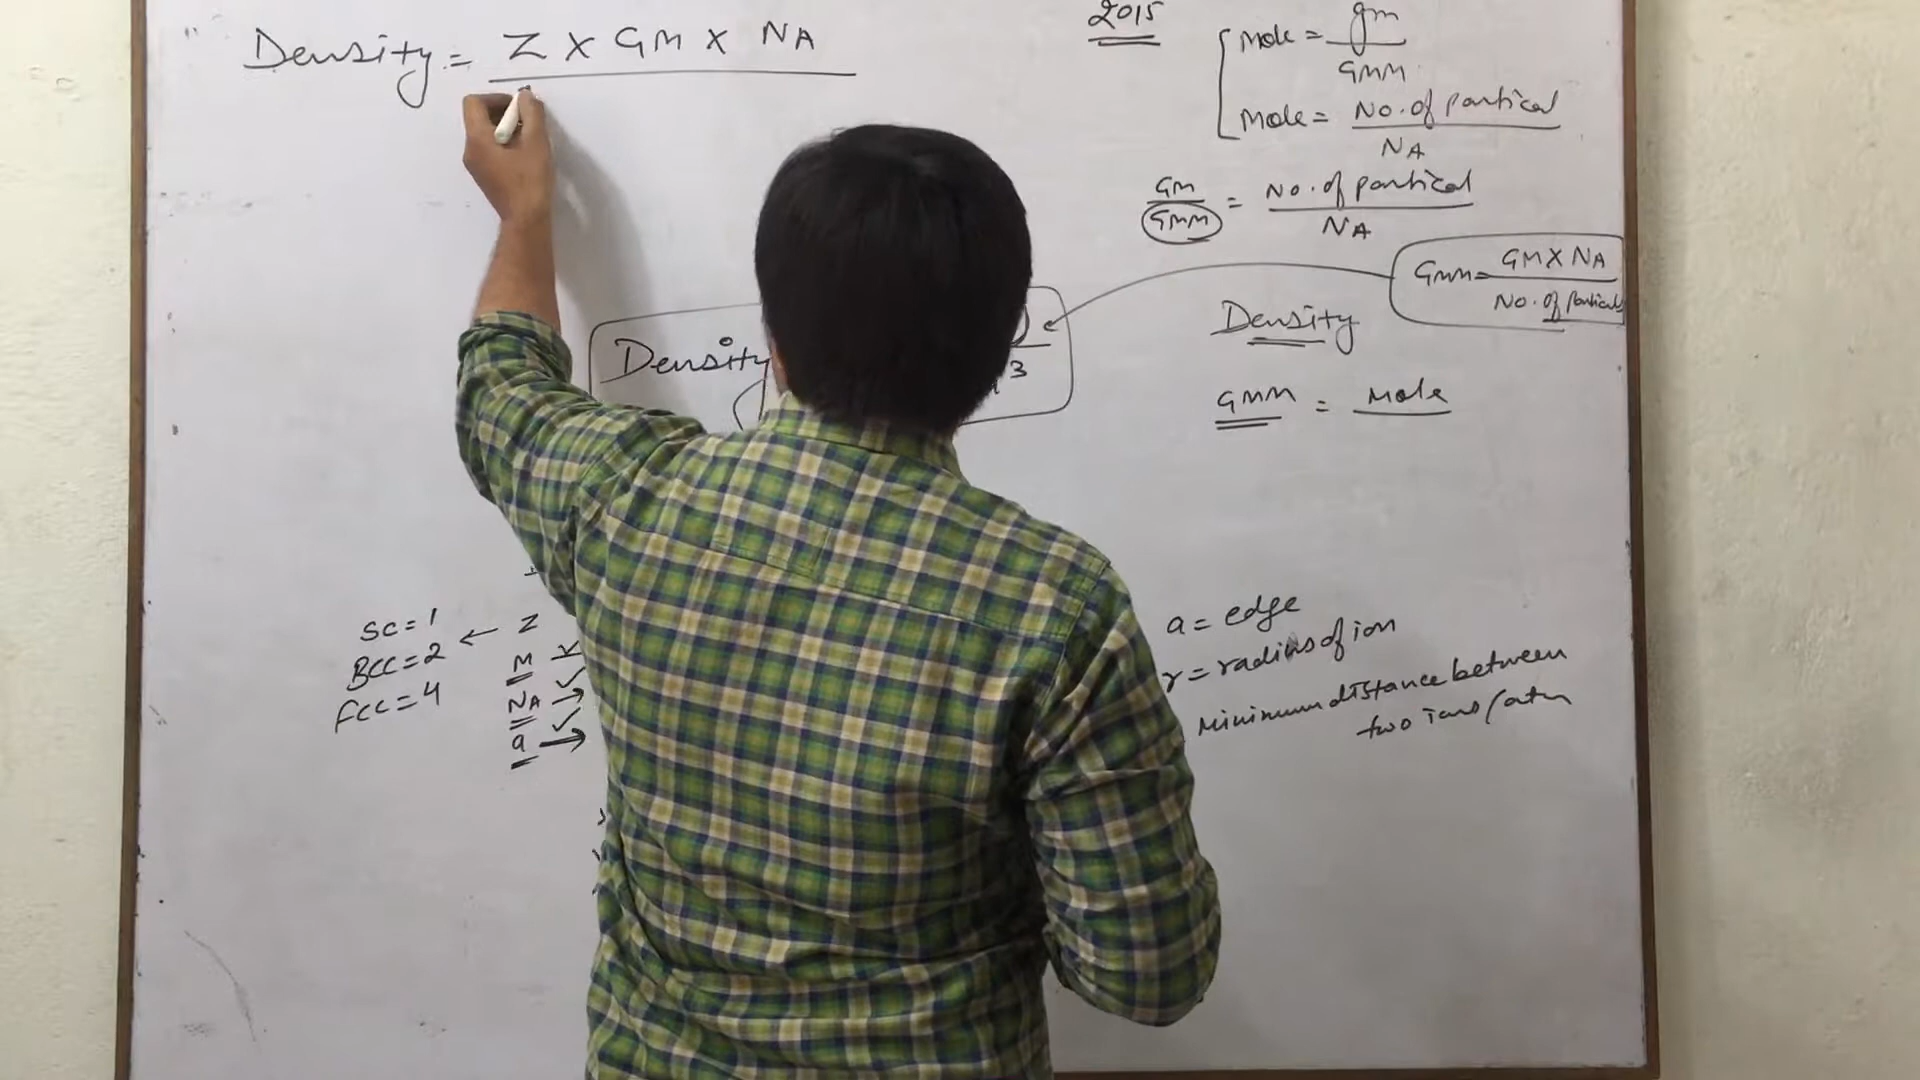 Density = Z X GM X NA
2015
Mole = gm
GMM
Mole = No. of partical
NA
GM = No. of partical
GMM NA
GMM = GM X NA
No. of partical
Density
3
Density
GMM = Mole
SC = 1
BCC = 2
FCC = 4
Z
M
NA
a
a = edge
r = radius of ion
Minimum distance between
two ions/atm